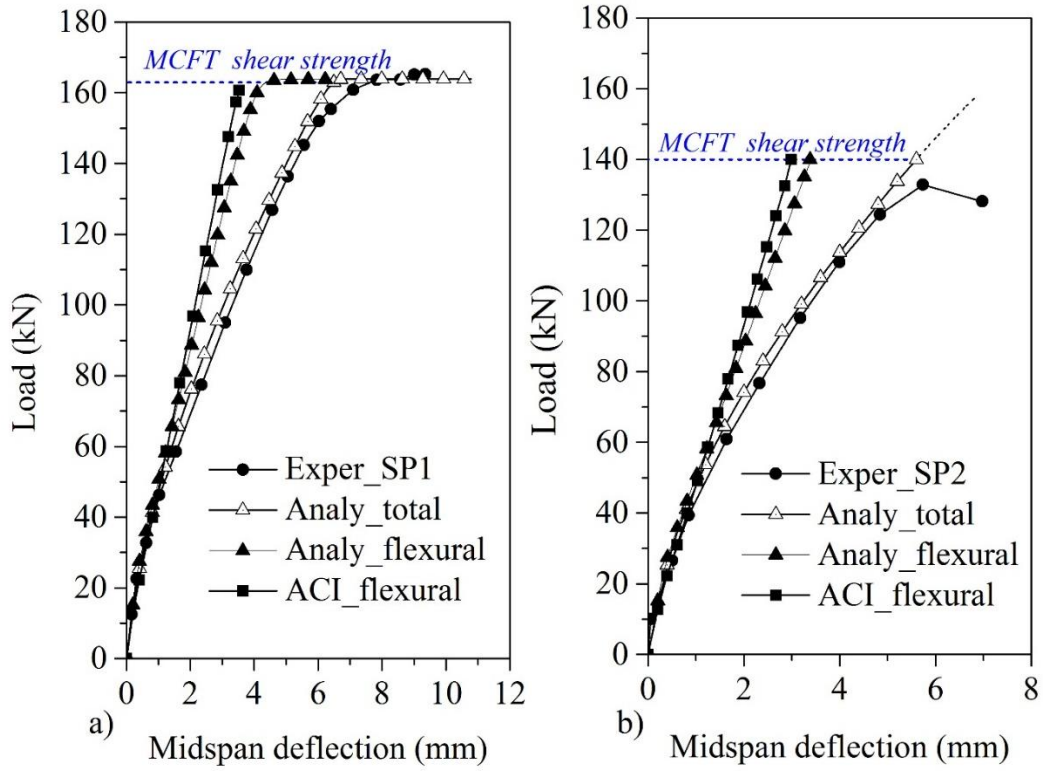 180
160
140
120
100
80
60
40
20
0
Load (kN)
MCFT shear strength
Exper_SP1
Analy_total
Analy_flexural
ACI_flexural
0 2 4 6 8 10 12
a)
Midspan deflection (mm)
180
160
140
120
100
80
60
40
20
0
Load (kN)
MCFT shear strength
Exper_SP2
Analy_total
Analy_flexural
ACI_flexural
0 2 4 6 8
b)
Midspan deflection (mm)